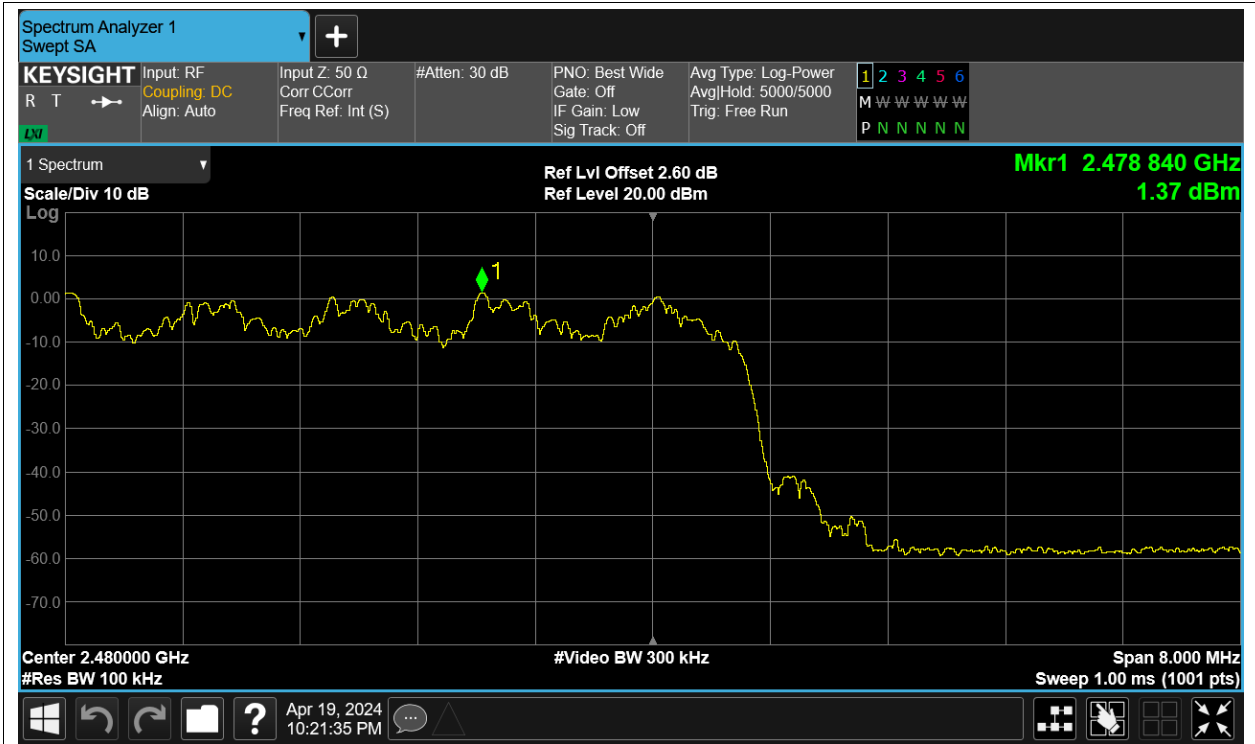 Spectrum Analyzer 1
Swept SA
+
KEYSIGHT
R T
LXI
Input: RF
Coupling: DC
Align: Auto
Input Z: 50 Ω
Corr CCorr
Freq Ref: Int (S)
#Atten: 30 dB
PNO: Best Wide
Gate: Off
IF Gain: Low
Sig Track: Off
Avg Type: Log-Power
Avg|Hold: 5000/5000
Trig: Free Run
1 2 3 4 5 6
M W W W W W
P N N N N N
1 Spectrum
Scale/Div 10 dB
Log
Ref Lvl Offset 2.60 dB
Ref Level 20.00 dBm
Mkr1 2.478 840 GHz
1.37 dBm
10.0
0.00
-10.0
-20.0
-30.0
-40.0
-50.0
-60.0
-70.0
1
Center 2.480000 GHz
#Res BW 100 kHz
#Video BW 300 kHz
Span 8.000 MHz
Sweep 1.00 ms (1001 pts)
?
Apr 19, 2024
10:21:35 PM